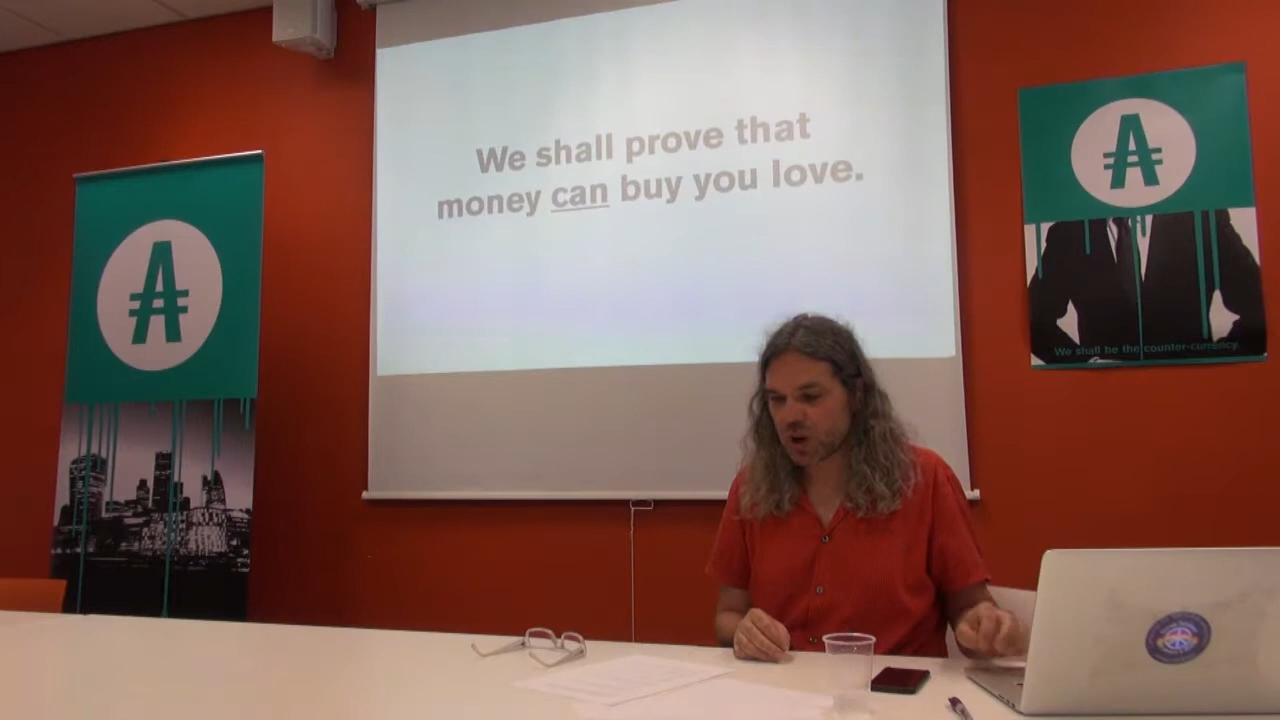 We shall prove that
money can buy you love.
We shall be the counter-currency.